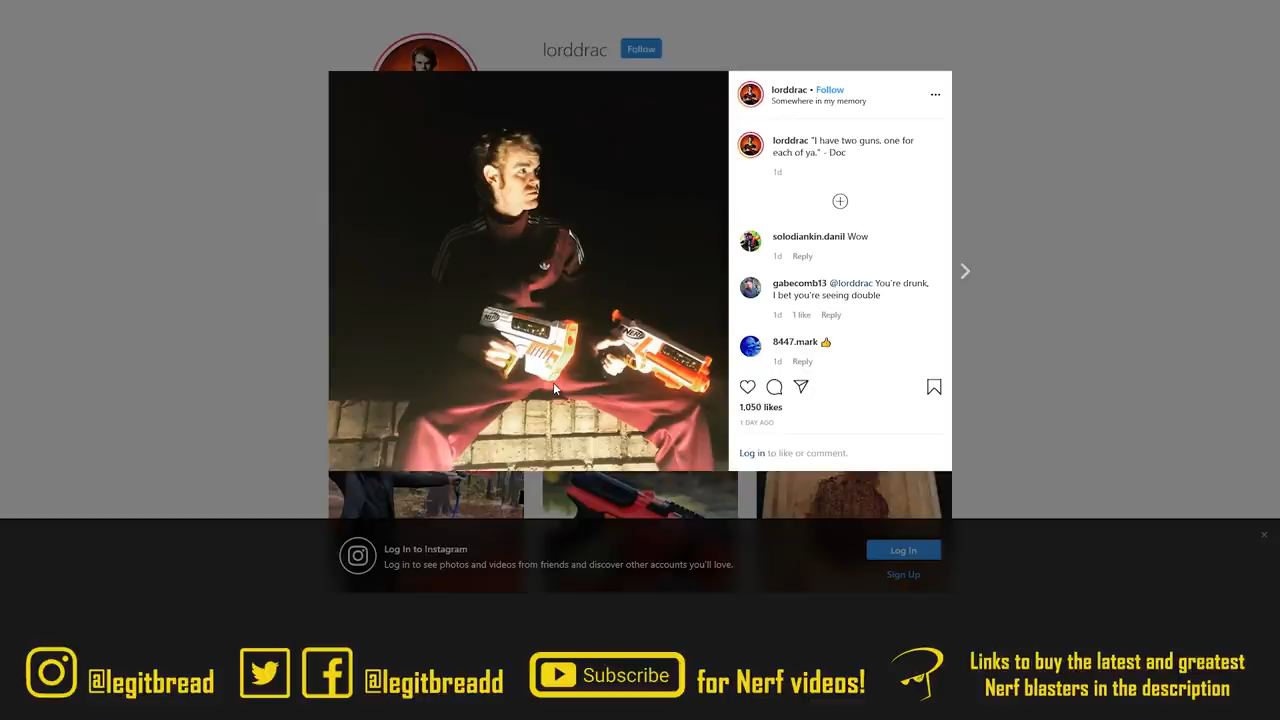 lorddrac Follow
lorddrac • Follow
Somewhere in my memory
lorddrac "I have two guns, one for
each of ya." - Doc
1d
solodiankin.danil Wow
1d Reply
gabecomb13 @lorddrac You're drunk,
I bet you're seeing double
1d 1 like Reply
8447.mark 👍
1d Reply
1,050 likes
1 DAY AGO
Log in to like or comment.
NERF
NERF
Log In to Instagram
Log in to see photos and videos from friends and discover other accounts you'll love.
Log In
Sign Up
@legitbread
@legitbreadd
Subscribe
for Nerf videos!
Links to buy the latest and greatest
Nerf blasters in the description